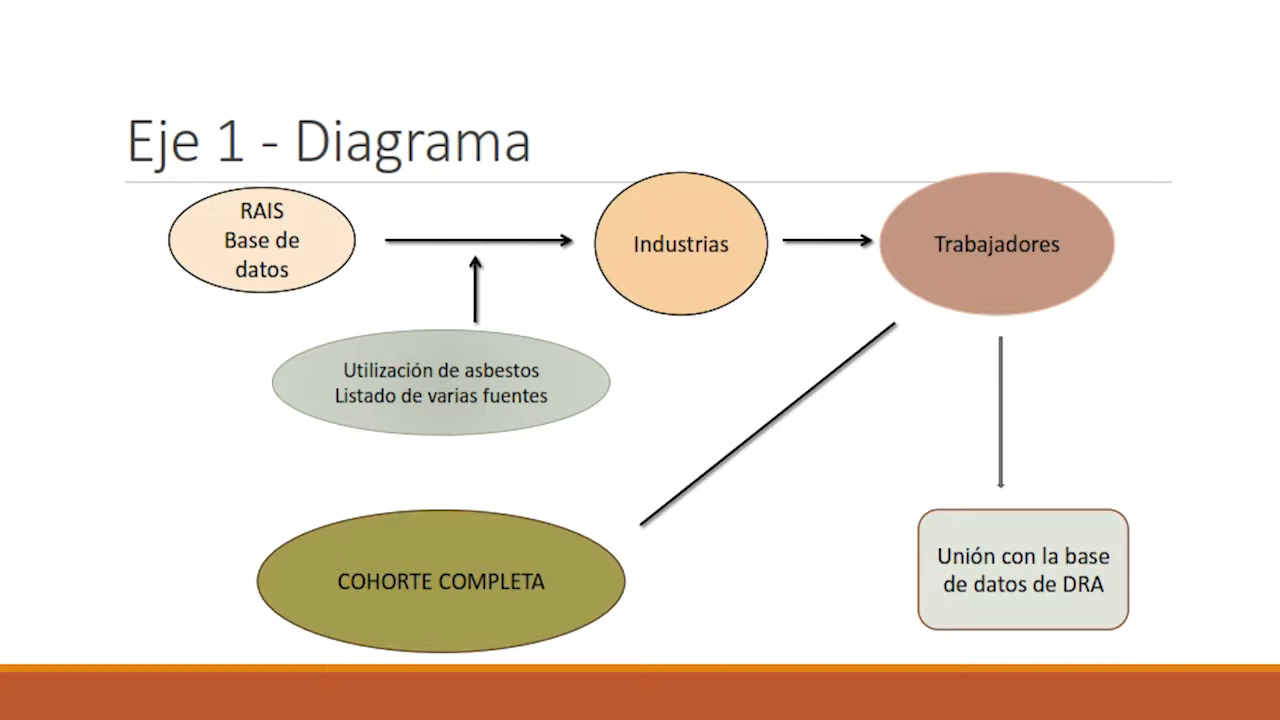 Eje 1 - Diagrama
RAIS
Base de
datos
Industrias
Trabajadores
Utilización de asbestos
Listado de varias fuentes
COHORTE COMPLETA
Unión con la base
de datos de DRA